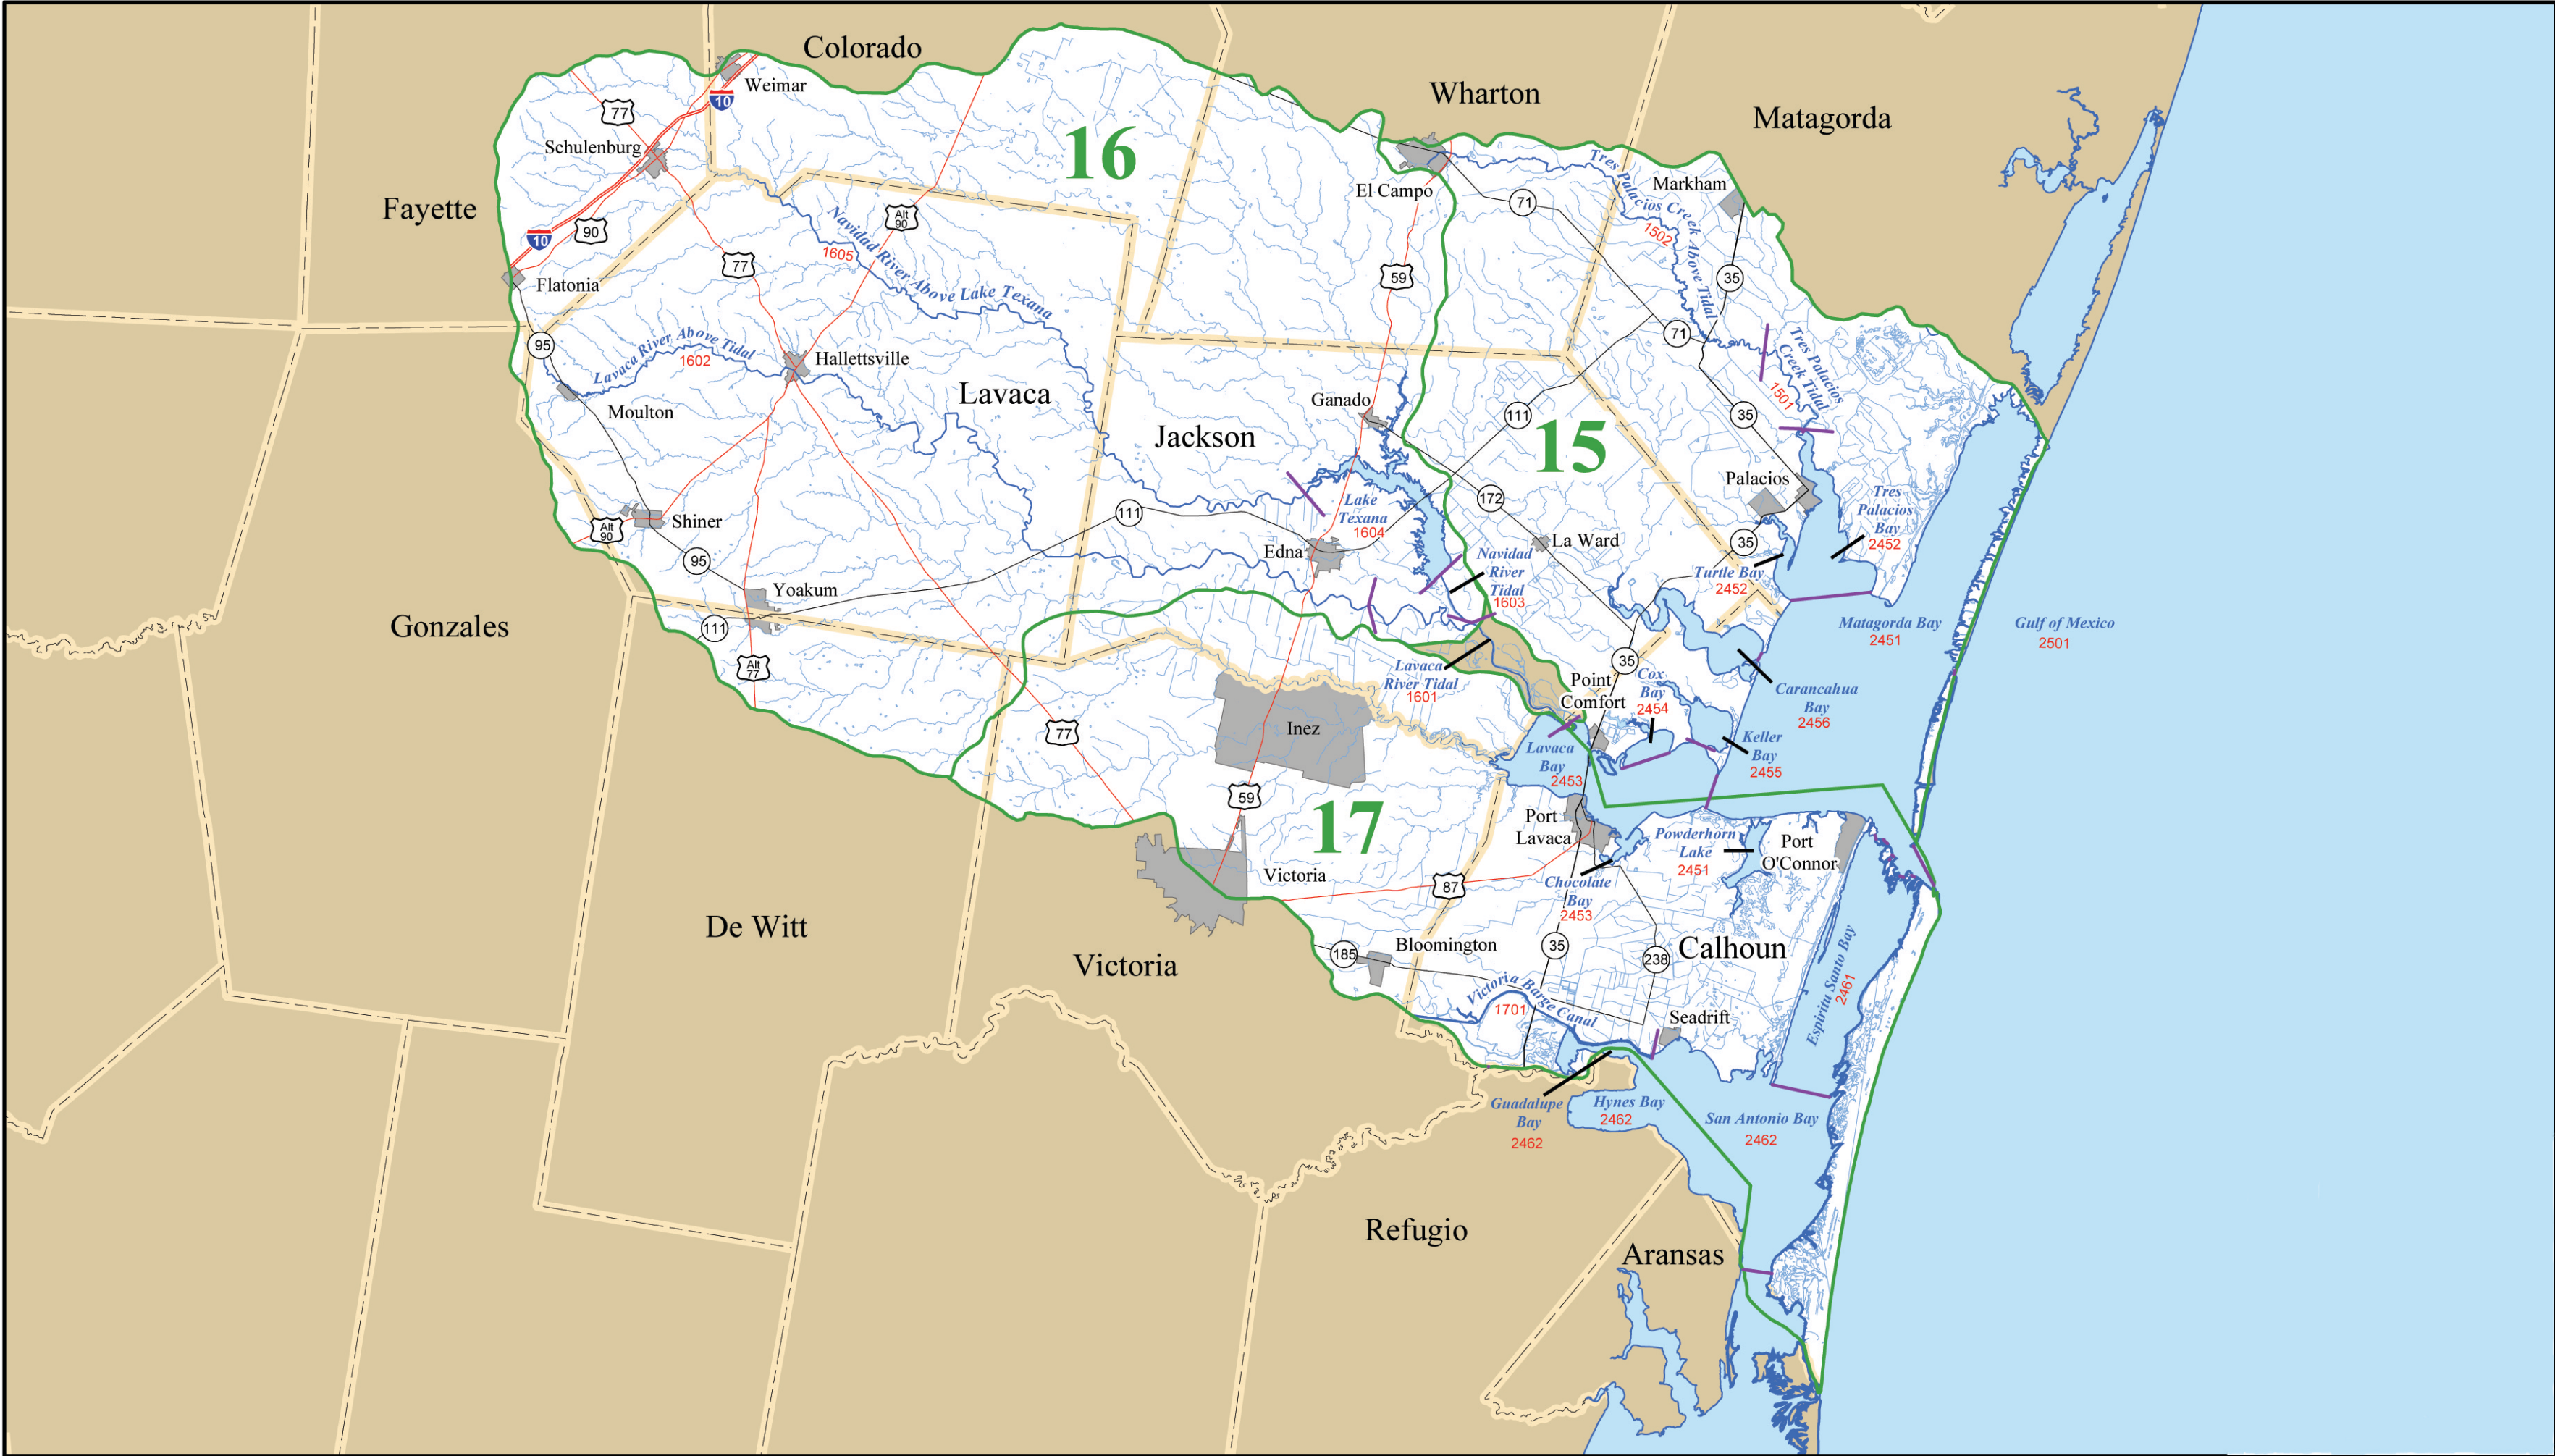 Colorado
Weimar
10
77
Schulenburg
Fayette
90
10
Flatonia
16
Wharton
Matagorda
El Campo
71
Tres Palacios Creek Above Tidal
1502
Markham
35
Alt
90
Navidad River Above Lake Texana
1605
77
59
95
Lavaca River Above Tidal
1602
Hallettsville
Moulton
Lavaca
Jackson
Ganado
111
15
71
35
Tres Palacios
Creek Tidal
1501
Palacios
Tres
Palacios
Bay
2452
Alt
90
Shiner
95
111
Lake
Texana
1604
Edna
172
La Ward
35
Navidad
River
Tidal
1603
Turtle Bay
2452
Yoakum
111
Alt
77
Gonzales
Matagorda Bay
2451
Gulf of Mexico
2501
Lavaca
River Tidal
1601
35
Point
Comfort
Cox
Bay
2454
Carancahua
Bay
2456
Keller
Bay
2455
77
Inez
Lavaca
Bay
2453
59
17
Port
Lavaca
Powderhorn
Lake
2451
Port
O'Connor
Victoria
87
Chocolate
Bay
2453
De Witt
Victoria
185
Bloomington
35
238
Calhoun
Espiritu Santo Bay
2461
Victoria Barge Canal
1701
Seadrift
Guadalupe
Bay
2462
Hynes Bay
2462
San Antonio Bay
2462
Refugio
Aransas